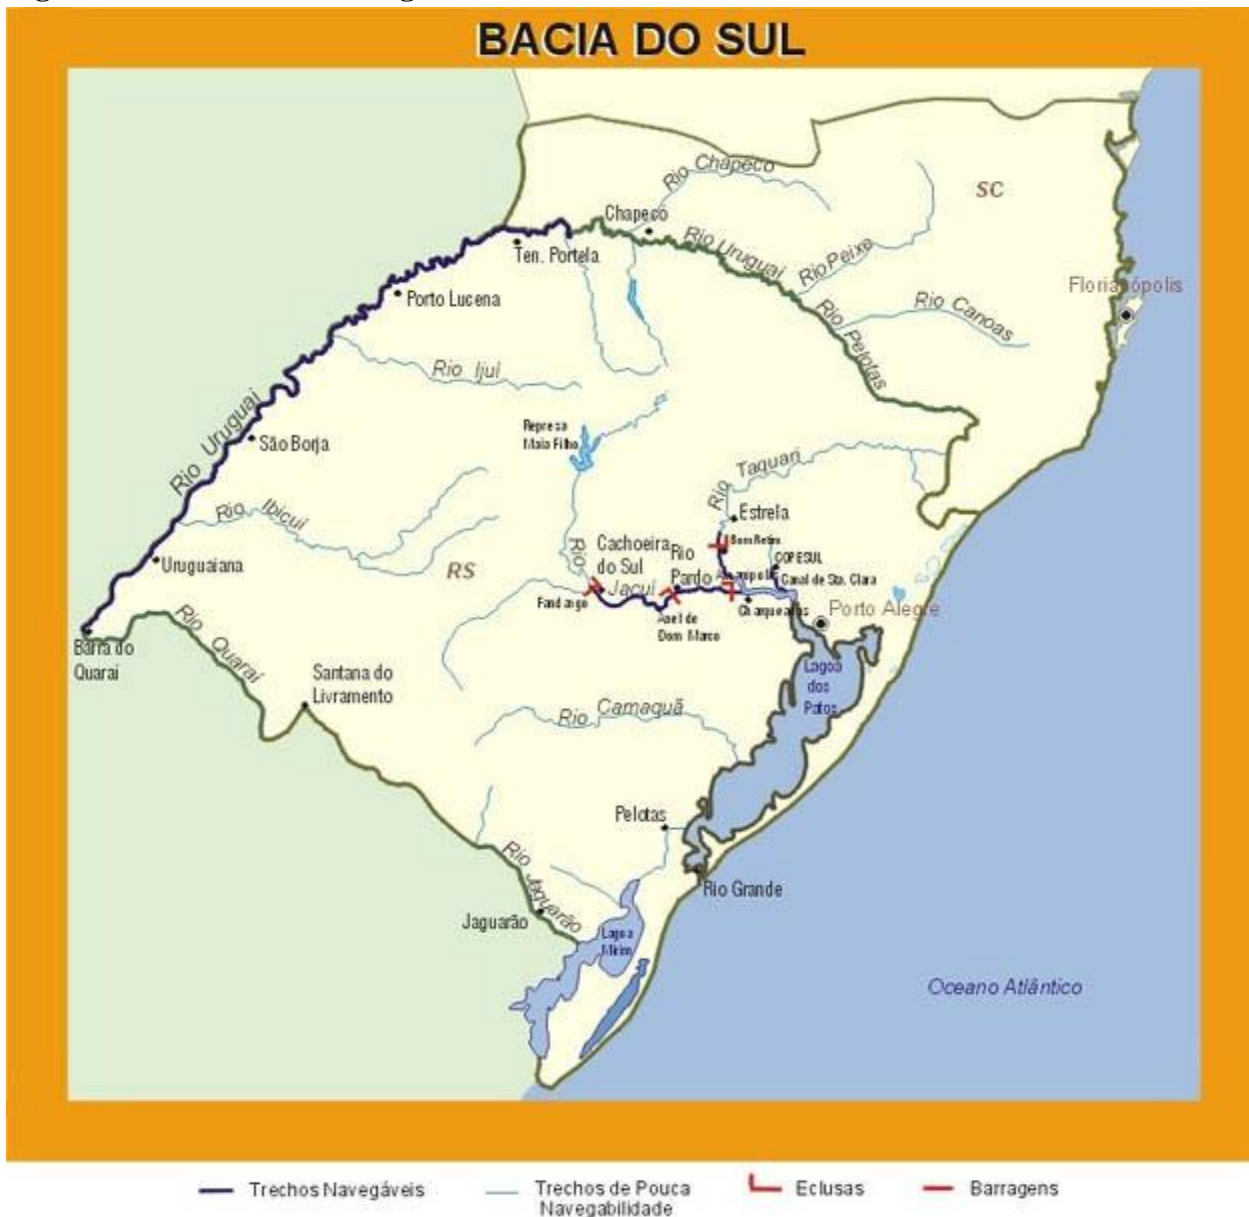 BACIA DO SUL
Rio Chapecó
SC
Chapecó
Rio Uruguai
Rio Peixe
Ten. Portela
Florianópolis
Porto Lucena
Rio Canoas
Rio Pelotas
Rio Ijuí
Rio Uruguai
São Borja
Represa
Maia Filho
Rio Taquari
Rio Ibicuí
Estrela
Bom Retiro
Cachoeira
do Sul
Rio
Pardo
COPESUL
Canal de Sta. Clara
Uruguaiana
RS
Rio Jacuí
Fandango
Charqueadas
Porto Alegre
Anel de
Dom Marco
Barra do
Quaraí
Rio Quaraí
Santana do
Livramento
Lagoa
dos
Patos
Rio Camaquã
Pelotas
Rio Jaguarão
Rio Grande
Jaguarão
Lagoa
Mirim
Oceano Atlântico
Trechos Navegáveis
Trechos de Pouca
Navegabilidade
Eclusas
Barragens